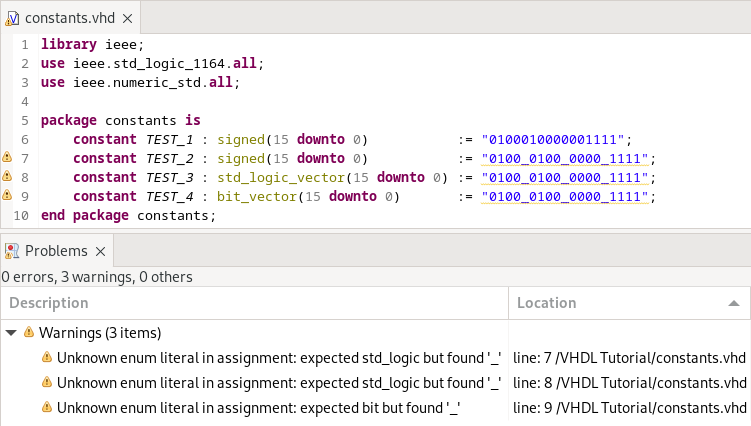 constants.vhd
1 library ieee;
2 use ieee.std_logic_1164.all;
3 use ieee.numeric_std.all;
4
5 package constants is
6 constant TEST_1 : signed(15 downto 0) := "0100010000001111";
7 constant TEST_2 : signed(15 downto 0) := "0100_0100_0000_1111";
8 constant TEST_3 : std_logic_vector(15 downto 0) := "0100_0100_0000_1111";
9 constant TEST_4 : bit_vector(15 downto 0) := "0100_0100_0000_1111";
10 end package constants;
Problems
0 errors, 3 warnings, 0 others
Description Location
Warnings (3 items)
Unknown enum literal in assignment: expected std_logic but found '_' line: 7 /VHDL Tutorial/constants.vhd
Unknown enum literal in assignment: expected std_logic but found '_' line: 8 /VHDL Tutorial/constants.vhd
Unknown enum literal in assignment: expected bit but found '_' line: 9 /VHDL Tutorial/constants.vhd